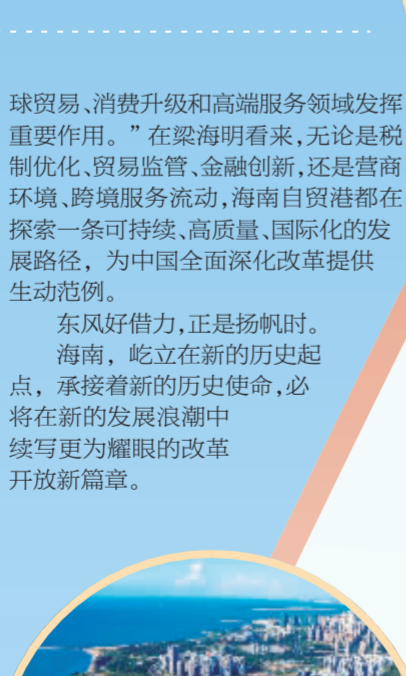 球贸易、消费升级和高端服务领域发挥
重要作用。”在梁海明看来,无论是税
制优化、贸易监管、金融创新,还是营商
环境、跨境服务流动,海南自贸港都在
探索一条可持续、高质量、国际化的发
展路径，为中国全面深化改革提供
生动范例。
东风好借力,正是扬帆时。
海南，屹立在新的历史起
点，承接着新的历史使命,必
将在新的发展浪潮中
续写更为耀眼的改革
开放新篇章。